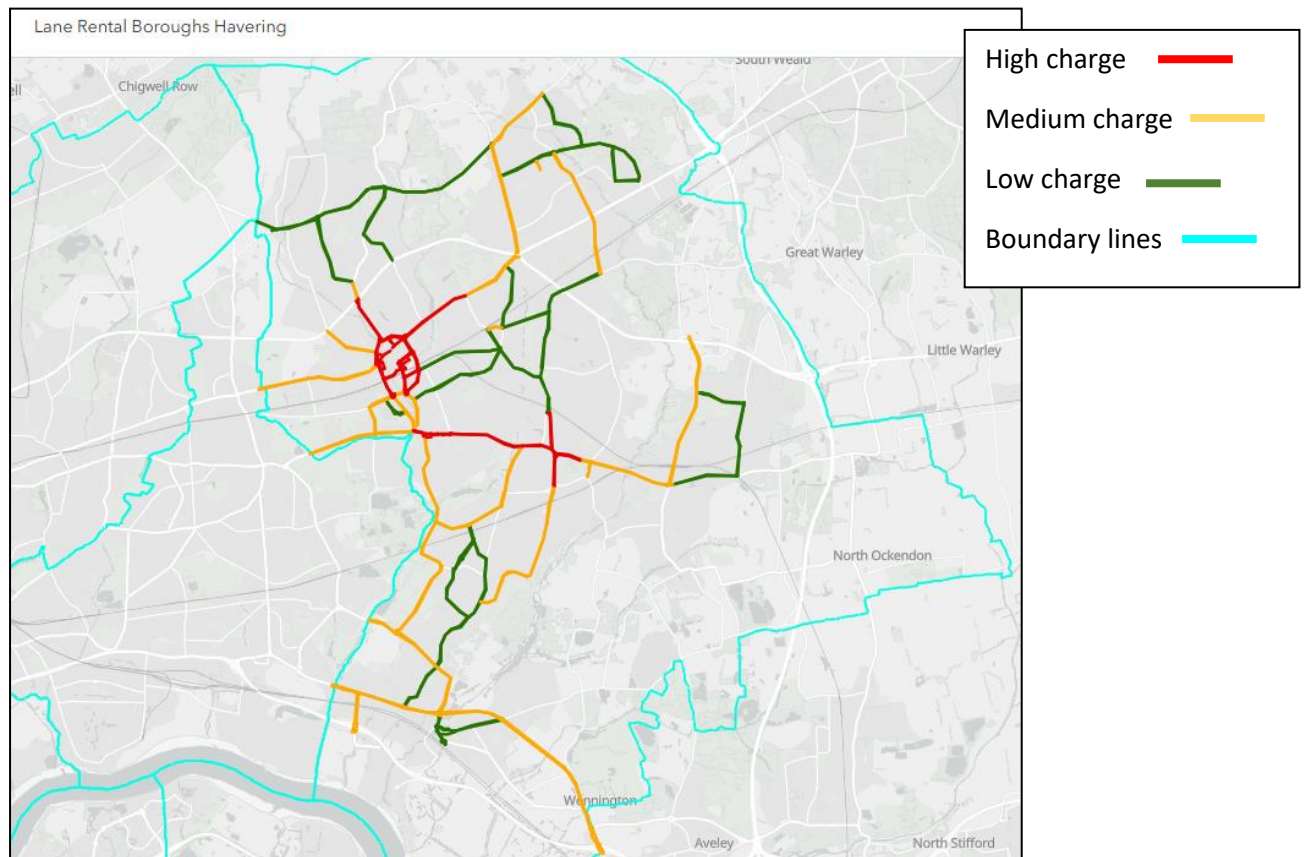 Lane Rental Boroughs Havering
High charge
Medium charge
Low charge
Boundary lines
South Weald
Chigwell Row
ell
Great Warley
Little Warley
North Ockendon
Wennington
Aveley
North Stifford